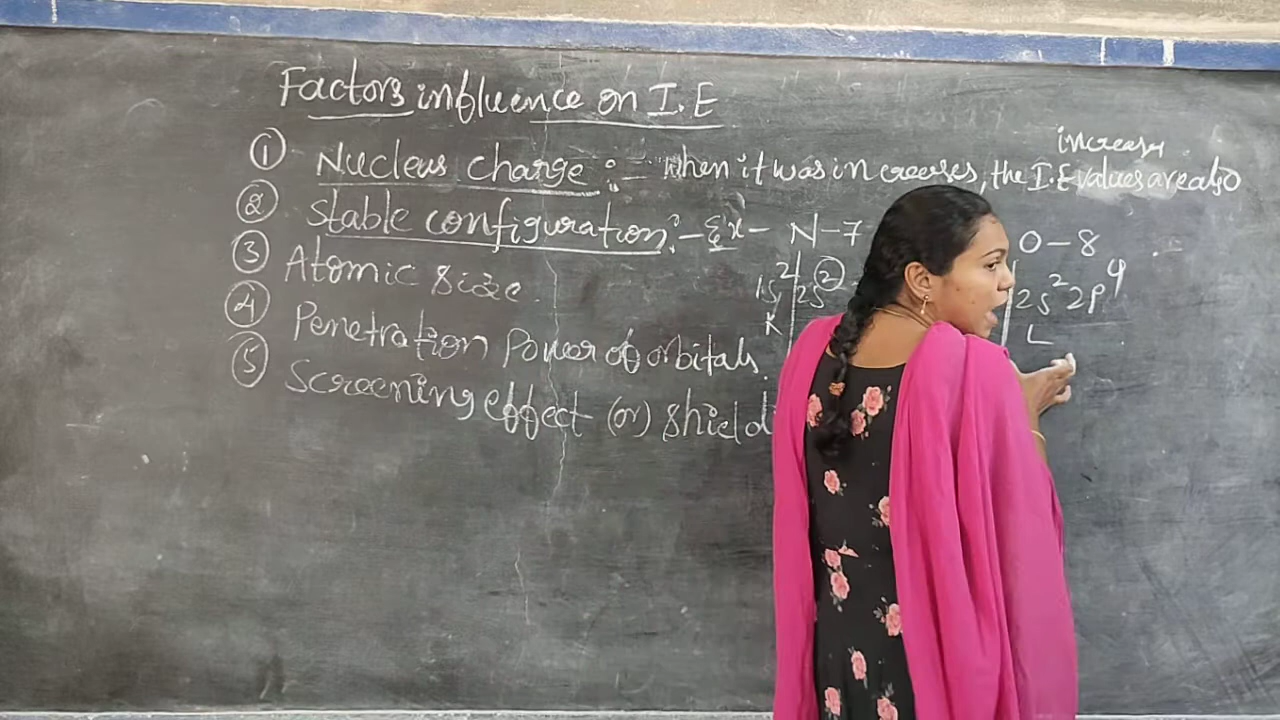 Factors influence on I.E
① Nucleus charge :- when it was increases, the I.E values are also increases.
② Stable configuration :- Ex - N-7 O-8
③ Atomic size. 1s² 2s² 2s² 2p⁴
K L
④ Penetration Power of orbitals.
⑤ Screening effect (or) Shield